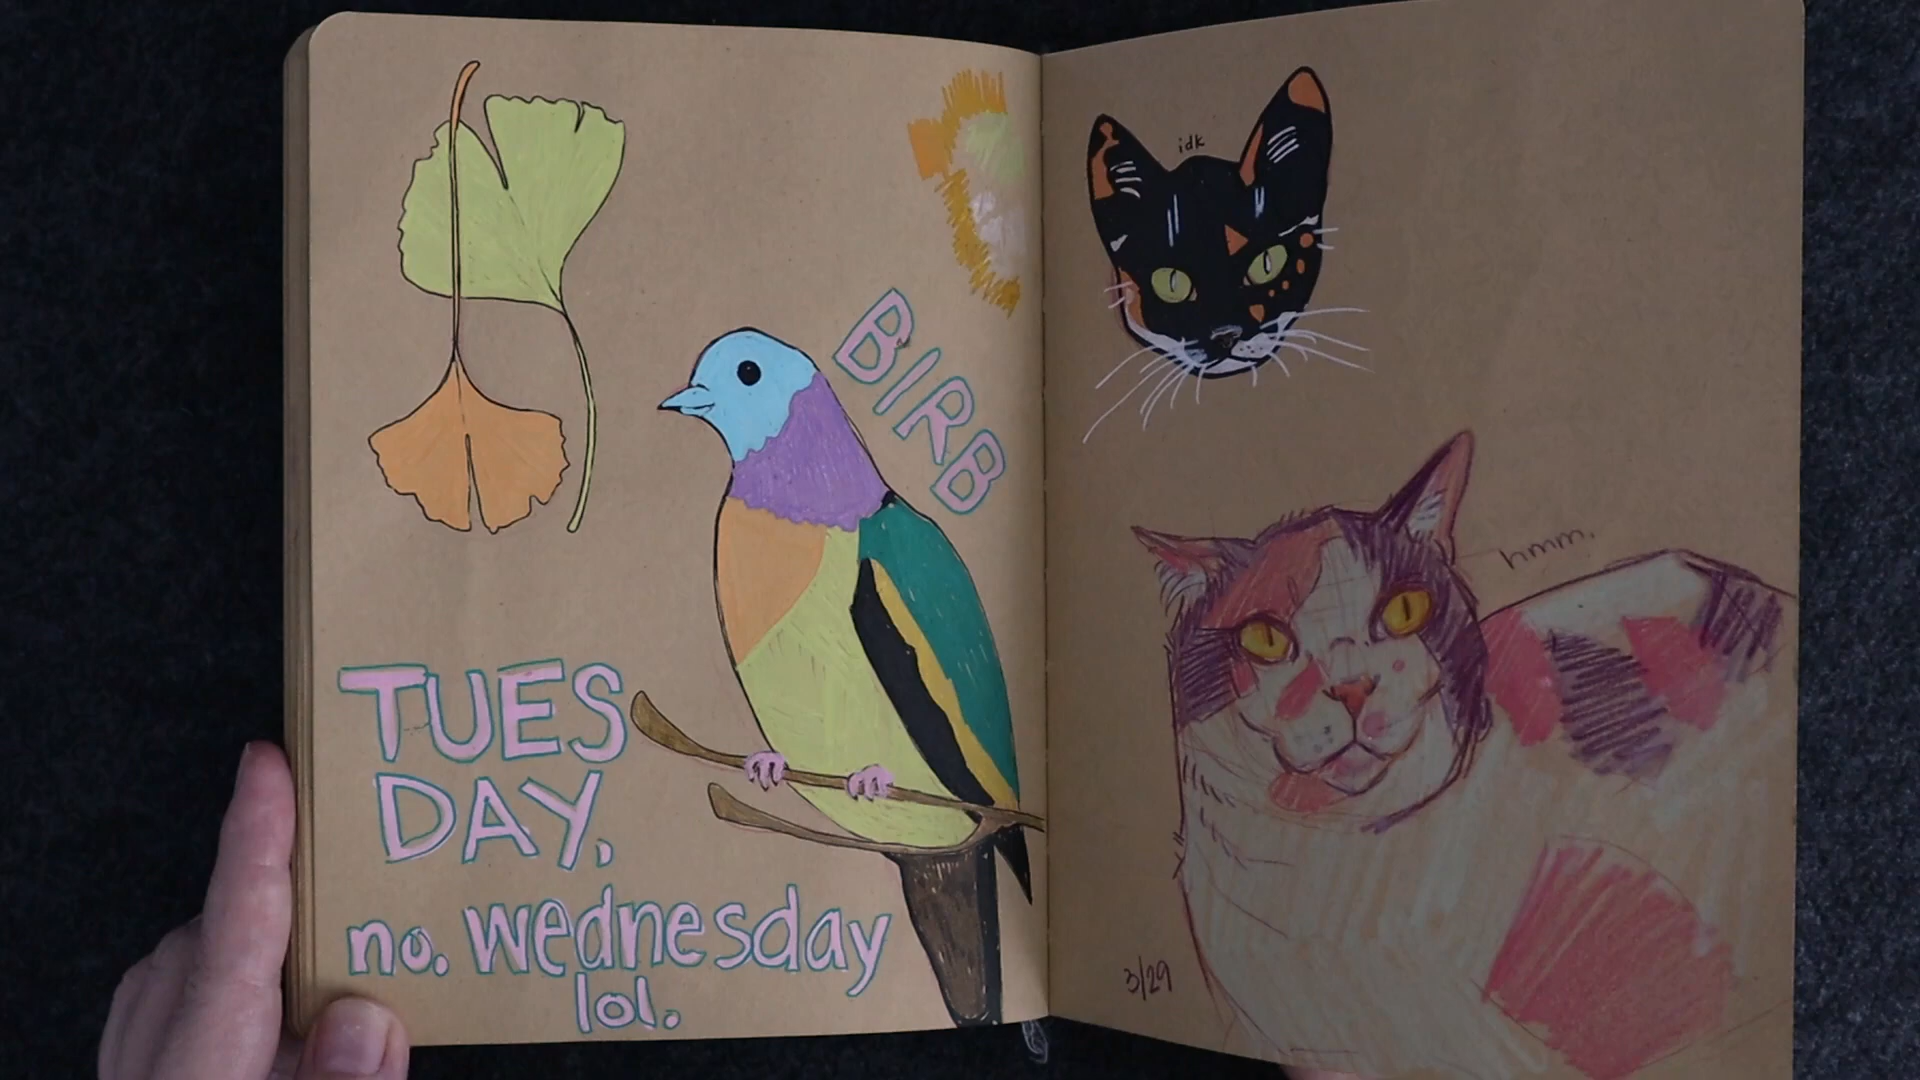 BIRB
TUES
DAY.
no. wednesday
lol.
idk
hmm.
3/29